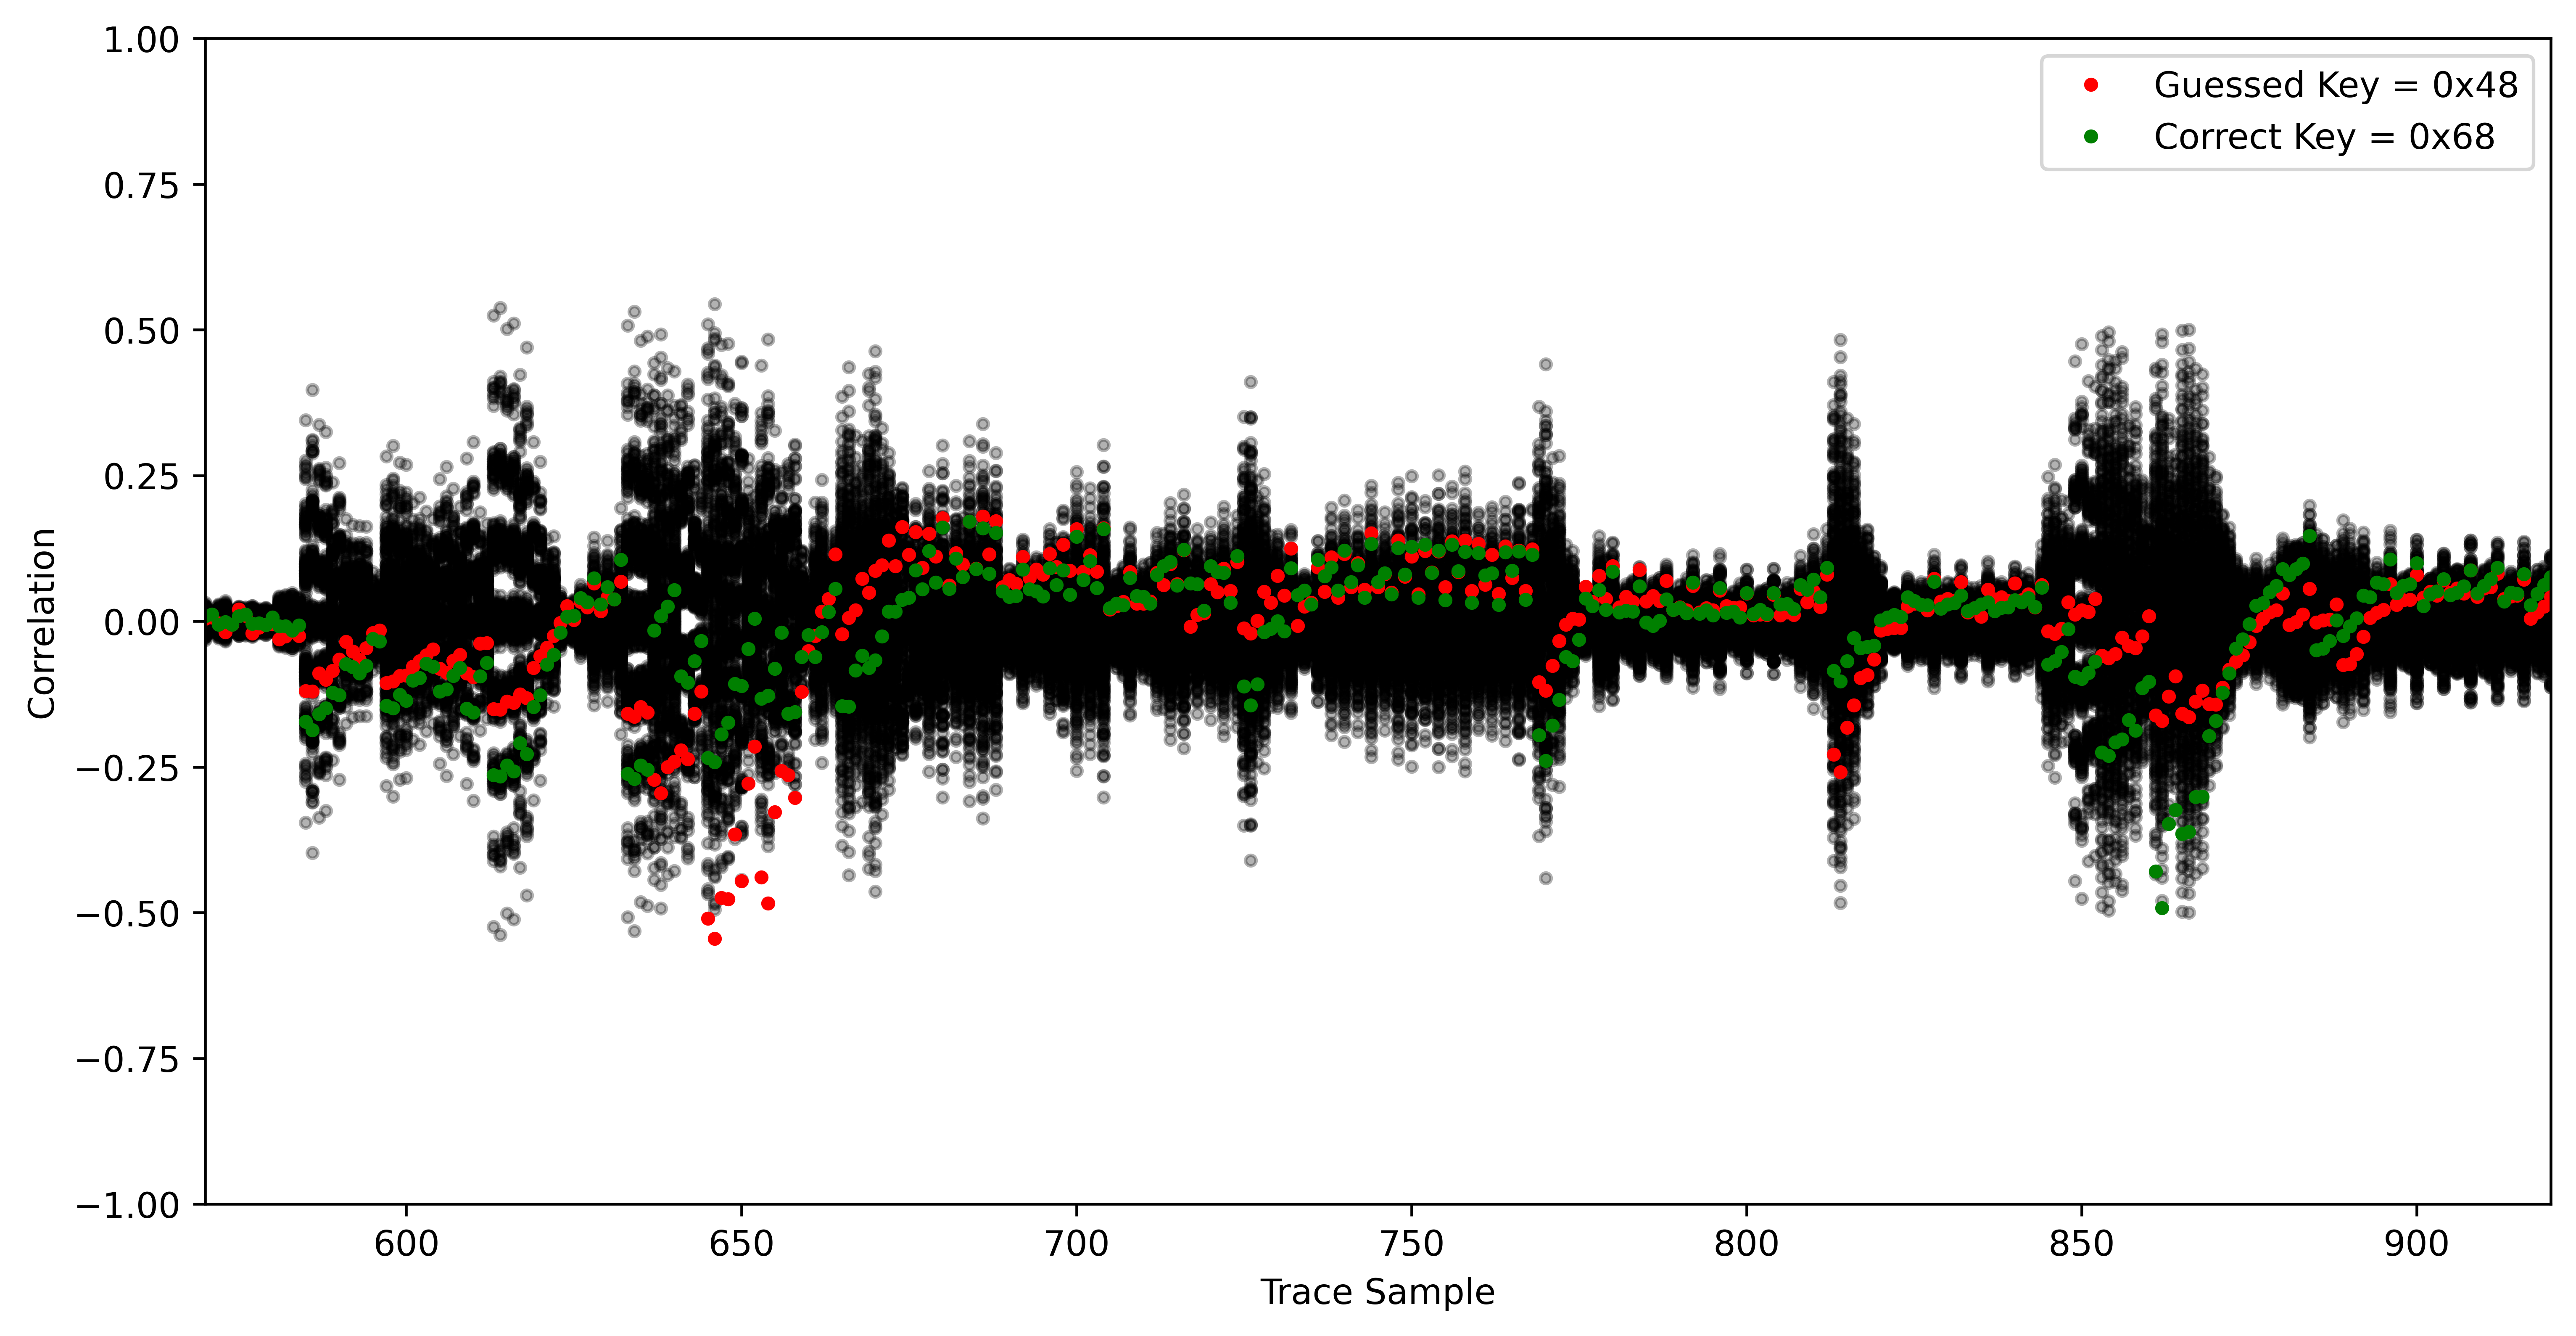 1.00
0.75
0.50
0.25
0.00
−0.25
−0.50
−0.75
−1.00
Correlation
Guessed Key = 0x48
Correct Key = 0x68
600 650 700 750 800 850 900
Trace Sample